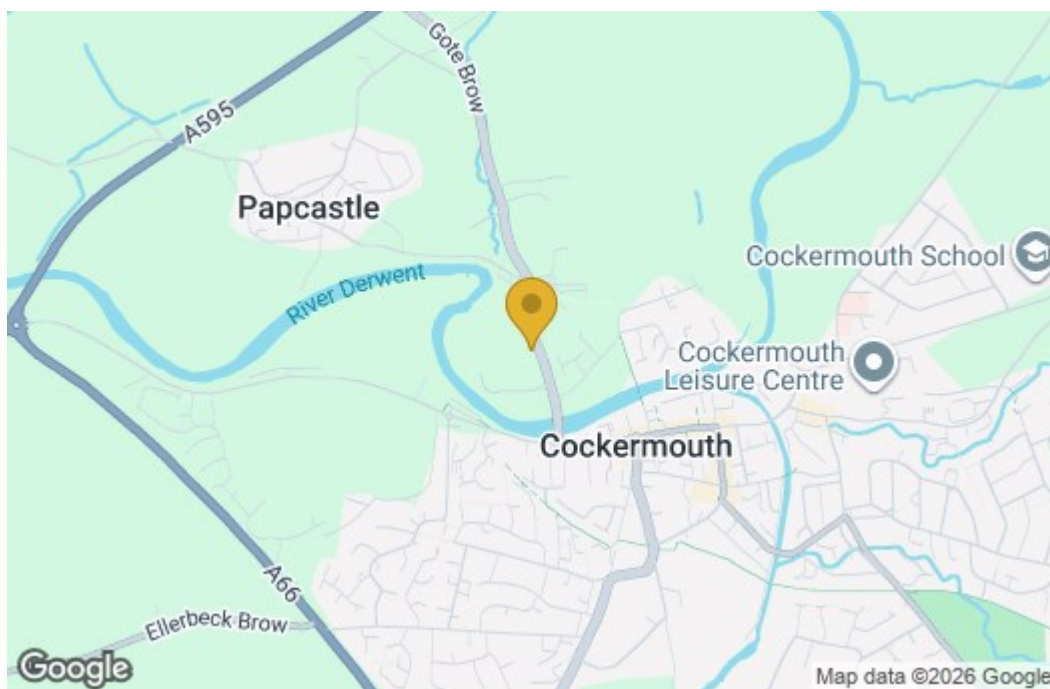 Gote Brow
A595
Papcastle
Cockermouth School
River Derwent
Cockermouth
Leisure Centre
Cockermouth
A66
Ellerbeck Brow
Google
Map data ©2026 Google